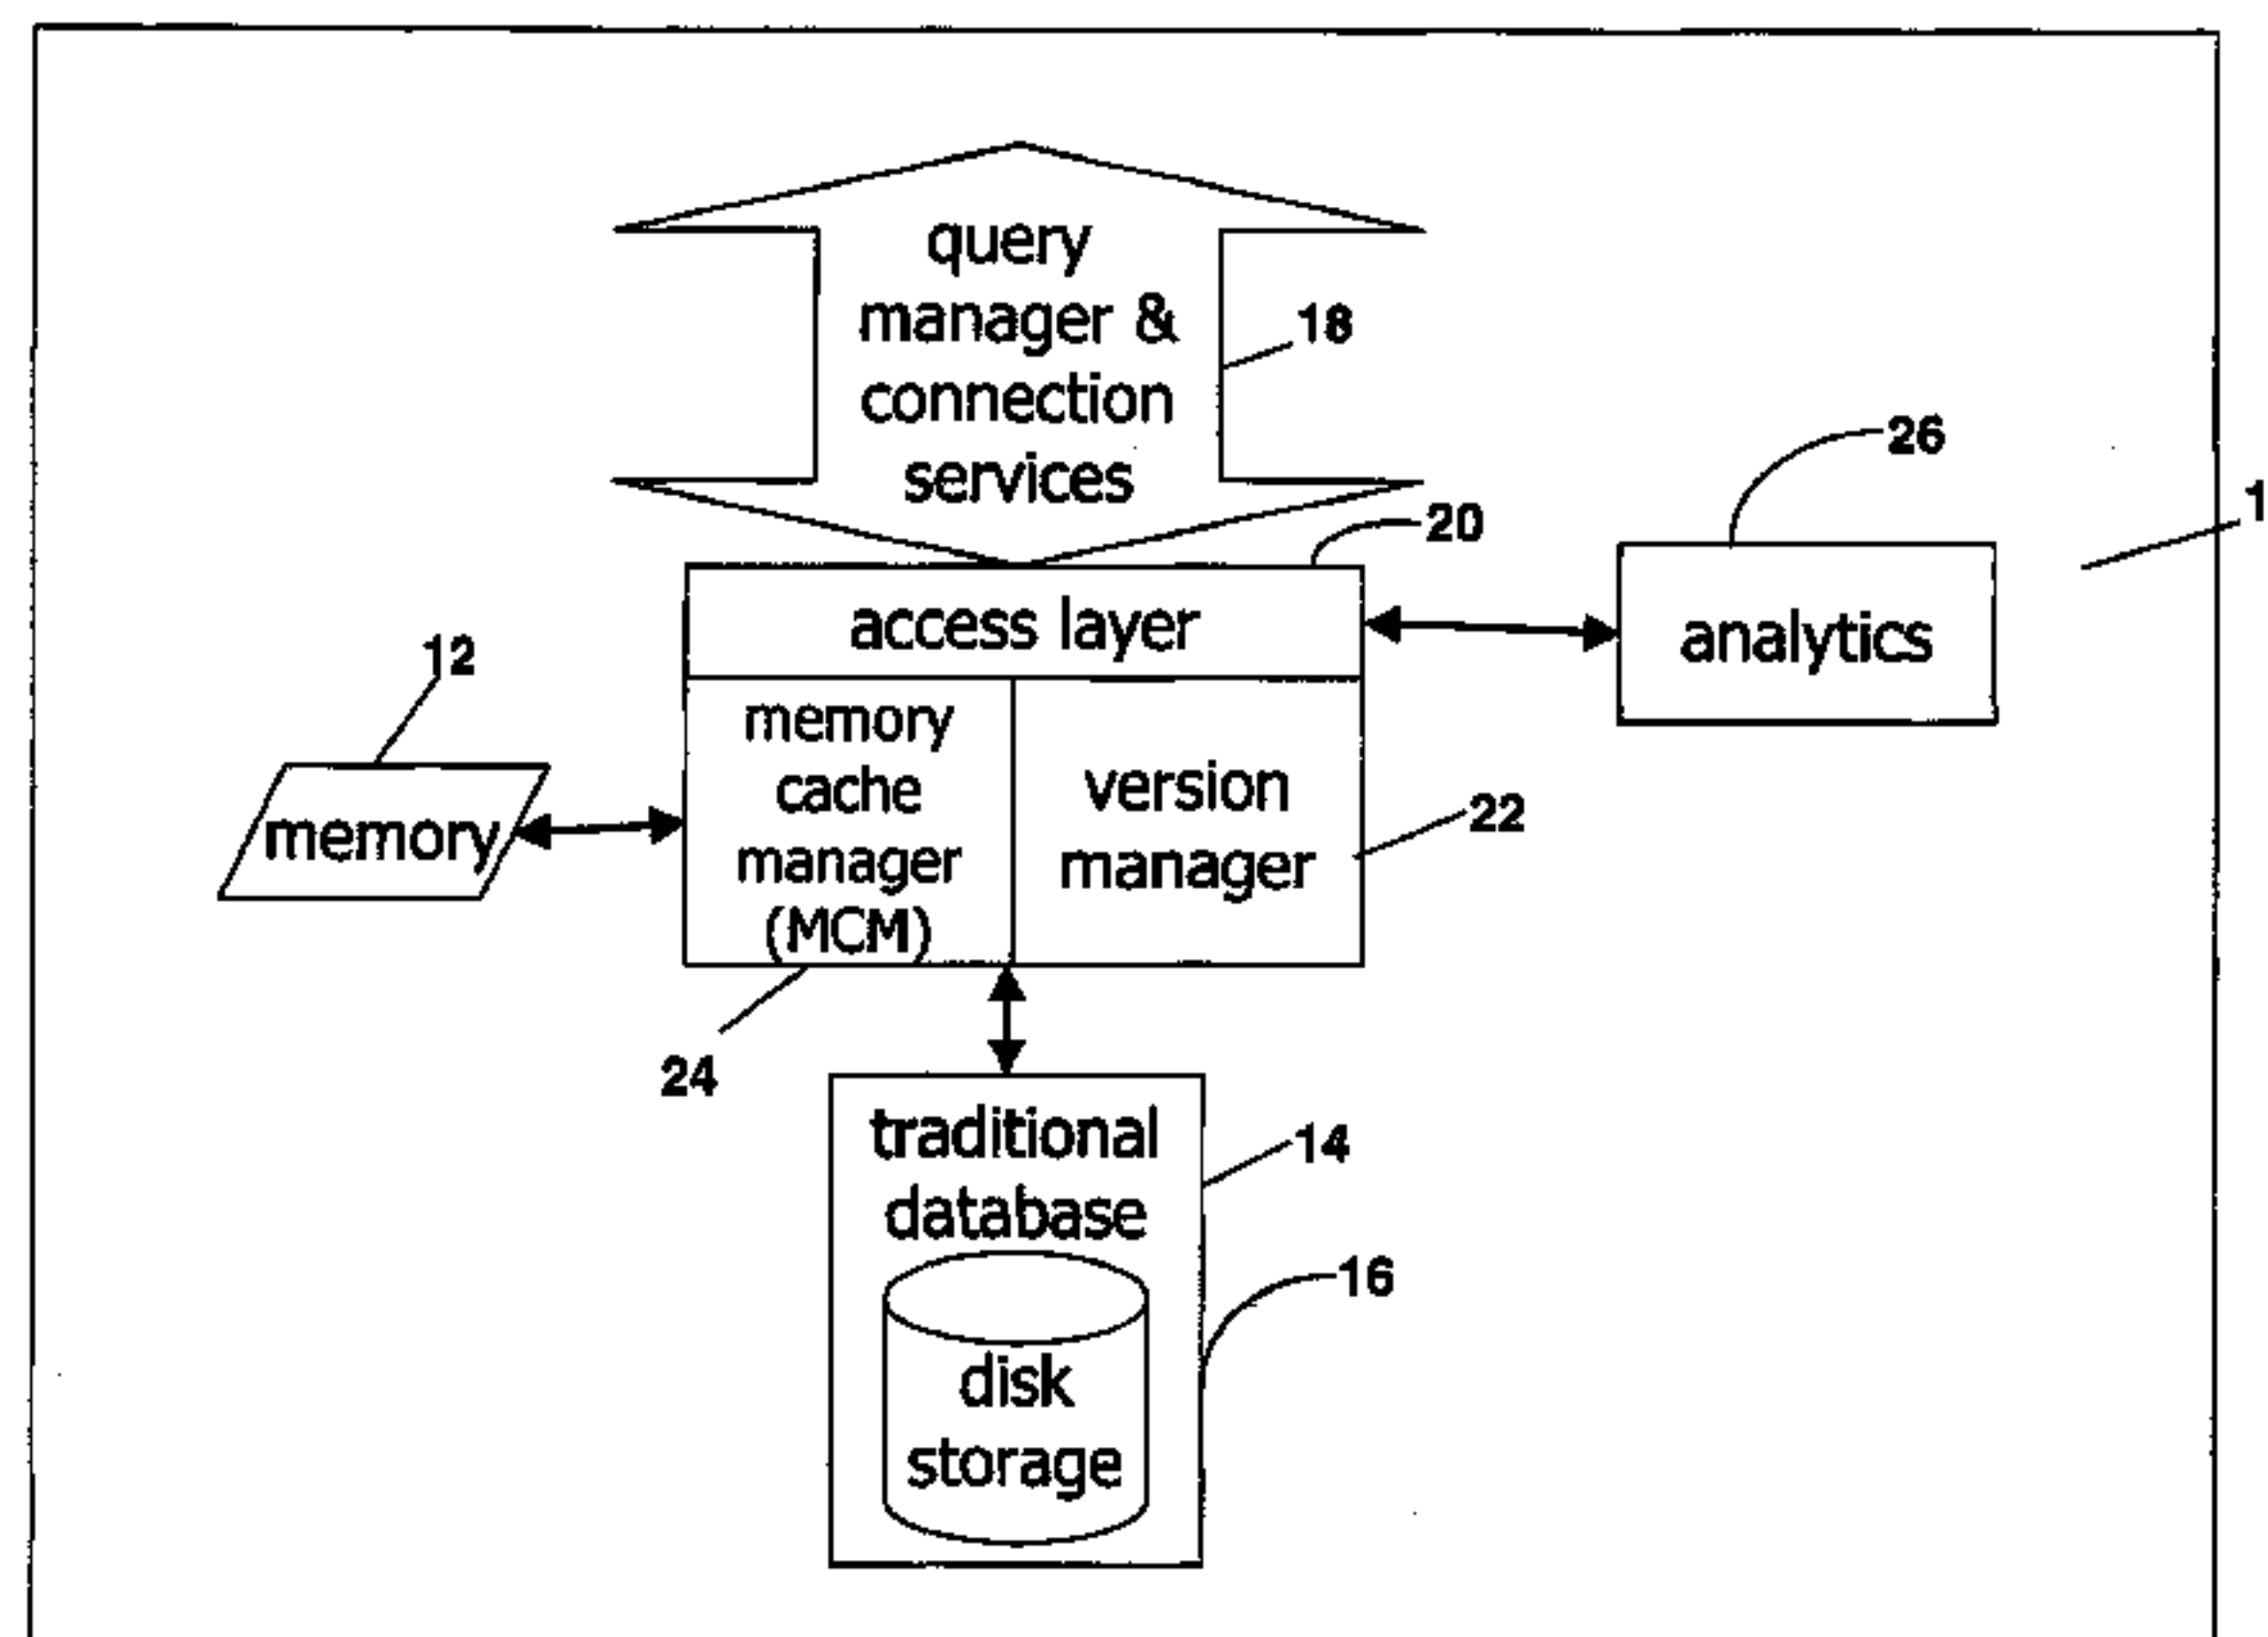 query
manager &
connection
services
18
26
1
20
access layer
analytics
12
memory
cache
manager
(MCM)
version
manager
22
memory
24
traditional
database
14
16
disk
storage